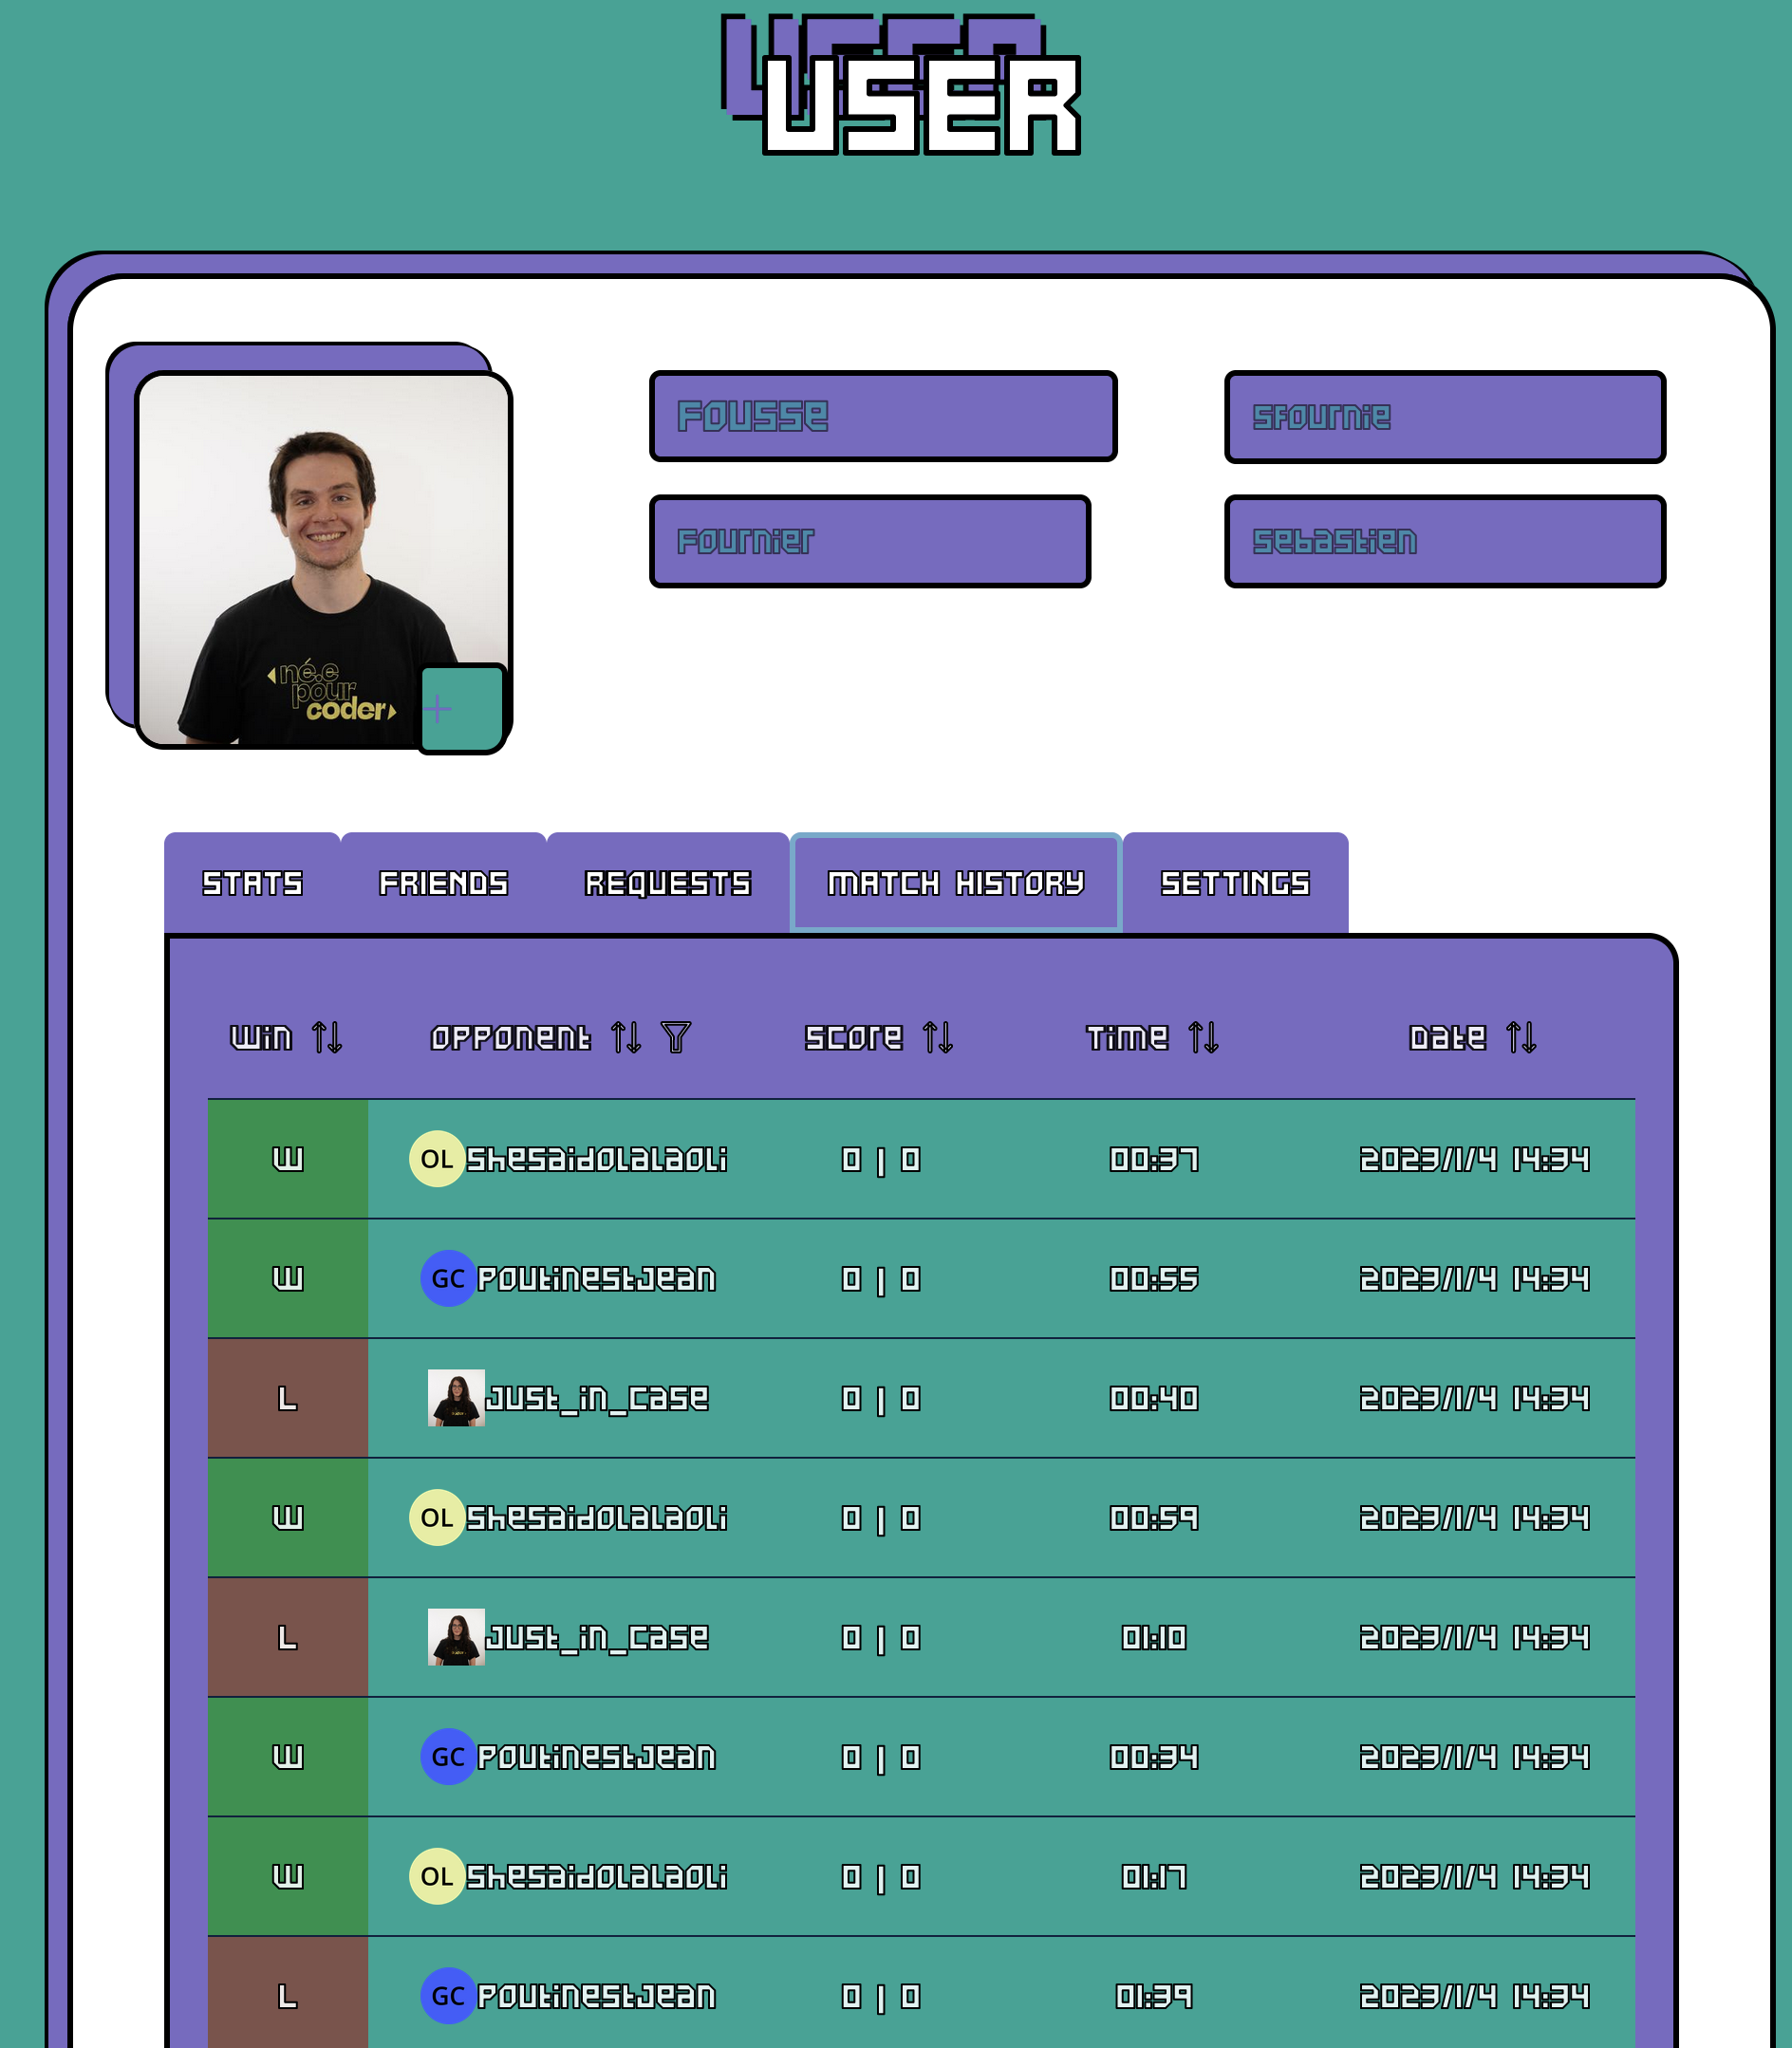 USER
Fousse
sfournie
Fournier
Sebastien
né.e
pour
coder
STATS FRIENDS REQUESTS MATCH HISTORY SETTINGS
Win Opponent Score Time Date
W OL shesaidolalaoli 0 | 0 00:37 2023/1/4 14:34
W GC Poutinestjean 0 | 0 00:55 2023/1/4 14:34
L Just_in_case 0 | 0 00:40 2023/1/4 14:34
W OL shesaidolalaoli 0 | 0 00:59 2023/1/4 14:34
L Just_in_case 0 | 0 01:10 2023/1/4 14:34
W GC Poutinestjean 0 | 0 00:34 2023/1/4 14:34
W OL shesaidolalaoli 0 | 0 01:17 2023/1/4 14:34
L GC Poutinestjean 0 | 0 01:39 2023/1/4 14:34